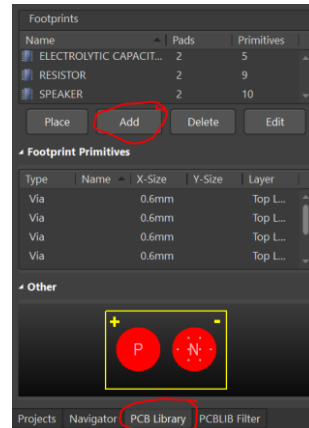 Footprints
Name Pads Primitives
ELECTROLYTIC CAPACIT... 2 5
RESISTOR 2 9
SPEAKER 2 10
Place Add Delete Edit
Footprint Primitives
Type Name X-Size Y-Size Layer
Via 0.6mm Top L...
Via 0.6mm Top L...
Via 0.6mm Top L...
Via 0.6mm Top L...
Other
+ -
P N
Projects Navigator PCB Library PCBLIB Filter